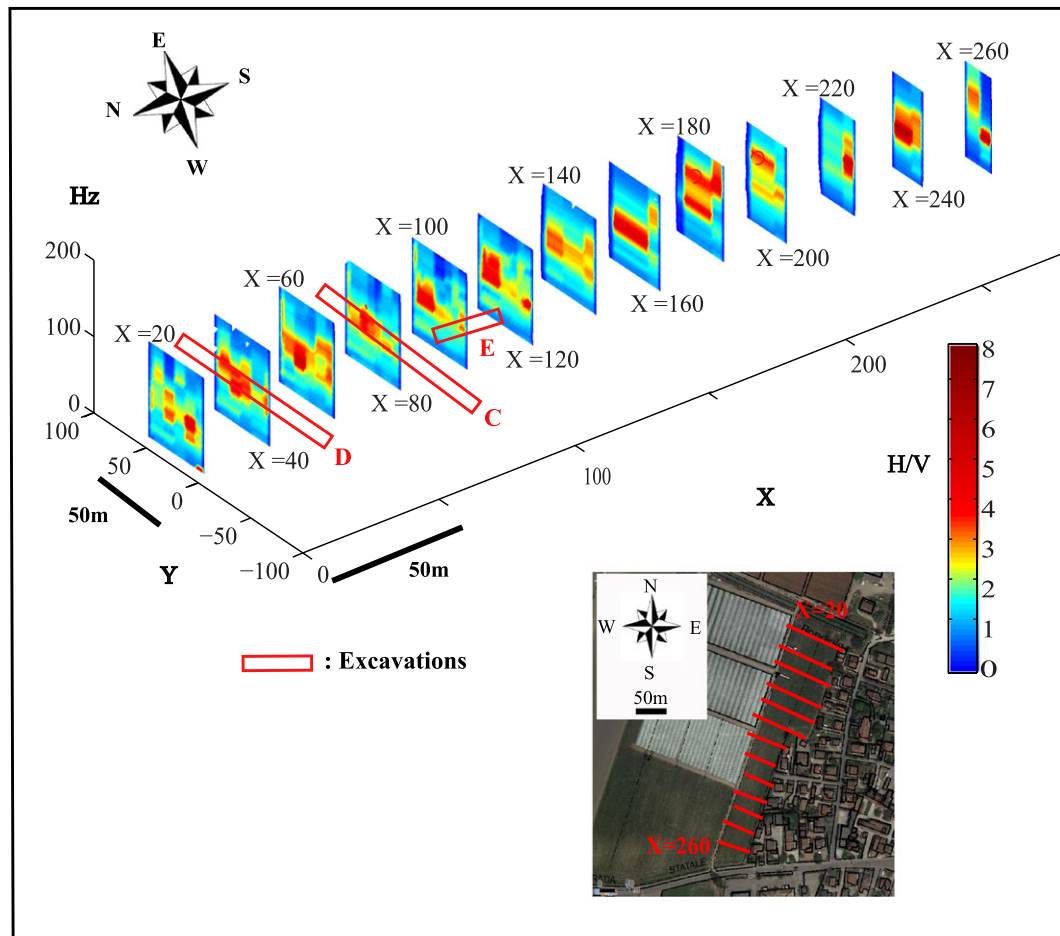 E
S
N
W
X =260
X =220
X =180
X =240
X =140
X =200
X =100
X =160
Hz
200
X =60
X =120
E
X =20
100
X =80
C
0
100
X =40
D
50
0
−50
−100
50m
Y
0
50m
100
X
200
H/V
8
7
6
5
4
3
2
1
0
: Excavations
N
W
E
S
50m
X=20
X=260
STATALE